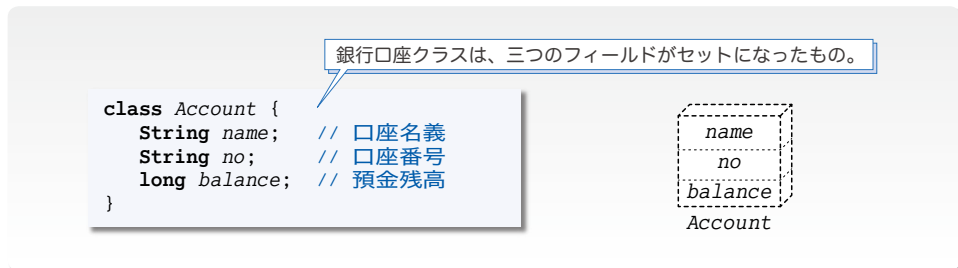 銀行口座クラスは、三つのフィールドがセットになったもの。
class Account {
String name; // 口座名義
String no; // 口座番号
long balance; // 預金残高
}
name
no
balance
Account